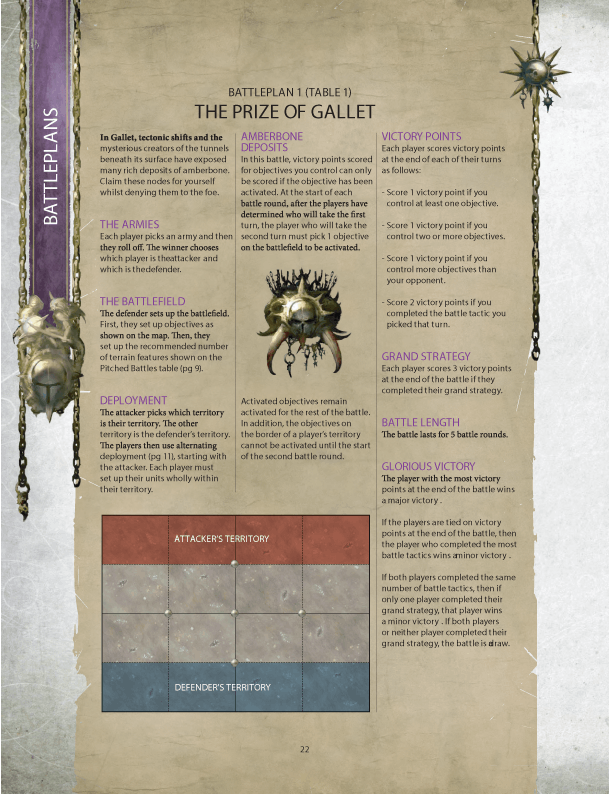 BATTLEPLANS
BATTLEPLAN 1 (TABLE 1)
THE PRIZE OF GALLET
In Gallet, tectonic shifts and the
mysterious creators of the tunnels
beneath its surface have exposed
many rich deposits of amberbone.
Claim these nodes for yourself
whilst denying them to the foe.
THE ARMIES
Each player picks an army and then
they roll off. The winner chooses
which player is theattacker and
which is thedefender.
THE BATTLEFIELD
The defender sets up the battlefield.
First, they set up objectives as
shown on the map. Then, they
set up the recommended number
of terrain features shown on the
Pitched Battles table (pg 9).
DEPLOYMENT
The attacker picks which territory
is their territory. The other
territory is the defender's territory.
The players then use alternating
deployment (pg 11), starting with
the attacker. Each player must
set up their units wholly within
their territory.
AMBERBONE
DEPOSITS
In this battle, victory points scored
for objectives you control can only
be scored if the objective has been
activated. At the start of each
battle round, after the players have
determined who will take the first
turn, the player who will take the
second turn must pick 1 objective
on the battlefield to be activated.
Activated objectives remain
activated for the rest of the battle.
In addition, the objectives on
the border of a player's territory
cannot be activated until the start
of the second battle round.
VICTORY POINTS
Each player scores victory points
at the end of each of their turns
as follows:
- Score 1 victory point if you
control at least one objective.
- Score 1 victory point if you
control two or more objectives.
- Score 1 victory point if you
control more objectives than
your opponent.
- Score 2 victory points if you
completed the battle tactic you
picked that turn.
GRAND STRATEGY
Each player scores 3 victory points
at the end of the battle if they
completed their grand strategy.
BATTLE LENGTH
The battle lasts for 5 battle rounds.
GLORIOUS VICTORY
The player with the most victory
points at the end of the battle wins
a major victory .
If the players are tied on victory
points at the end of the battle, then
the player who completed the most
battle tactics wins aminor victory .
If both players completed the same
number of battle tactics, then if
only one player completed their
grand strategy, that player wins
a minor victory . If both players
or neither player completed their
grand strategy, the battle is draw.
ATTACKER'S TERRITORY
DEFENDER'S TERRITORY
22